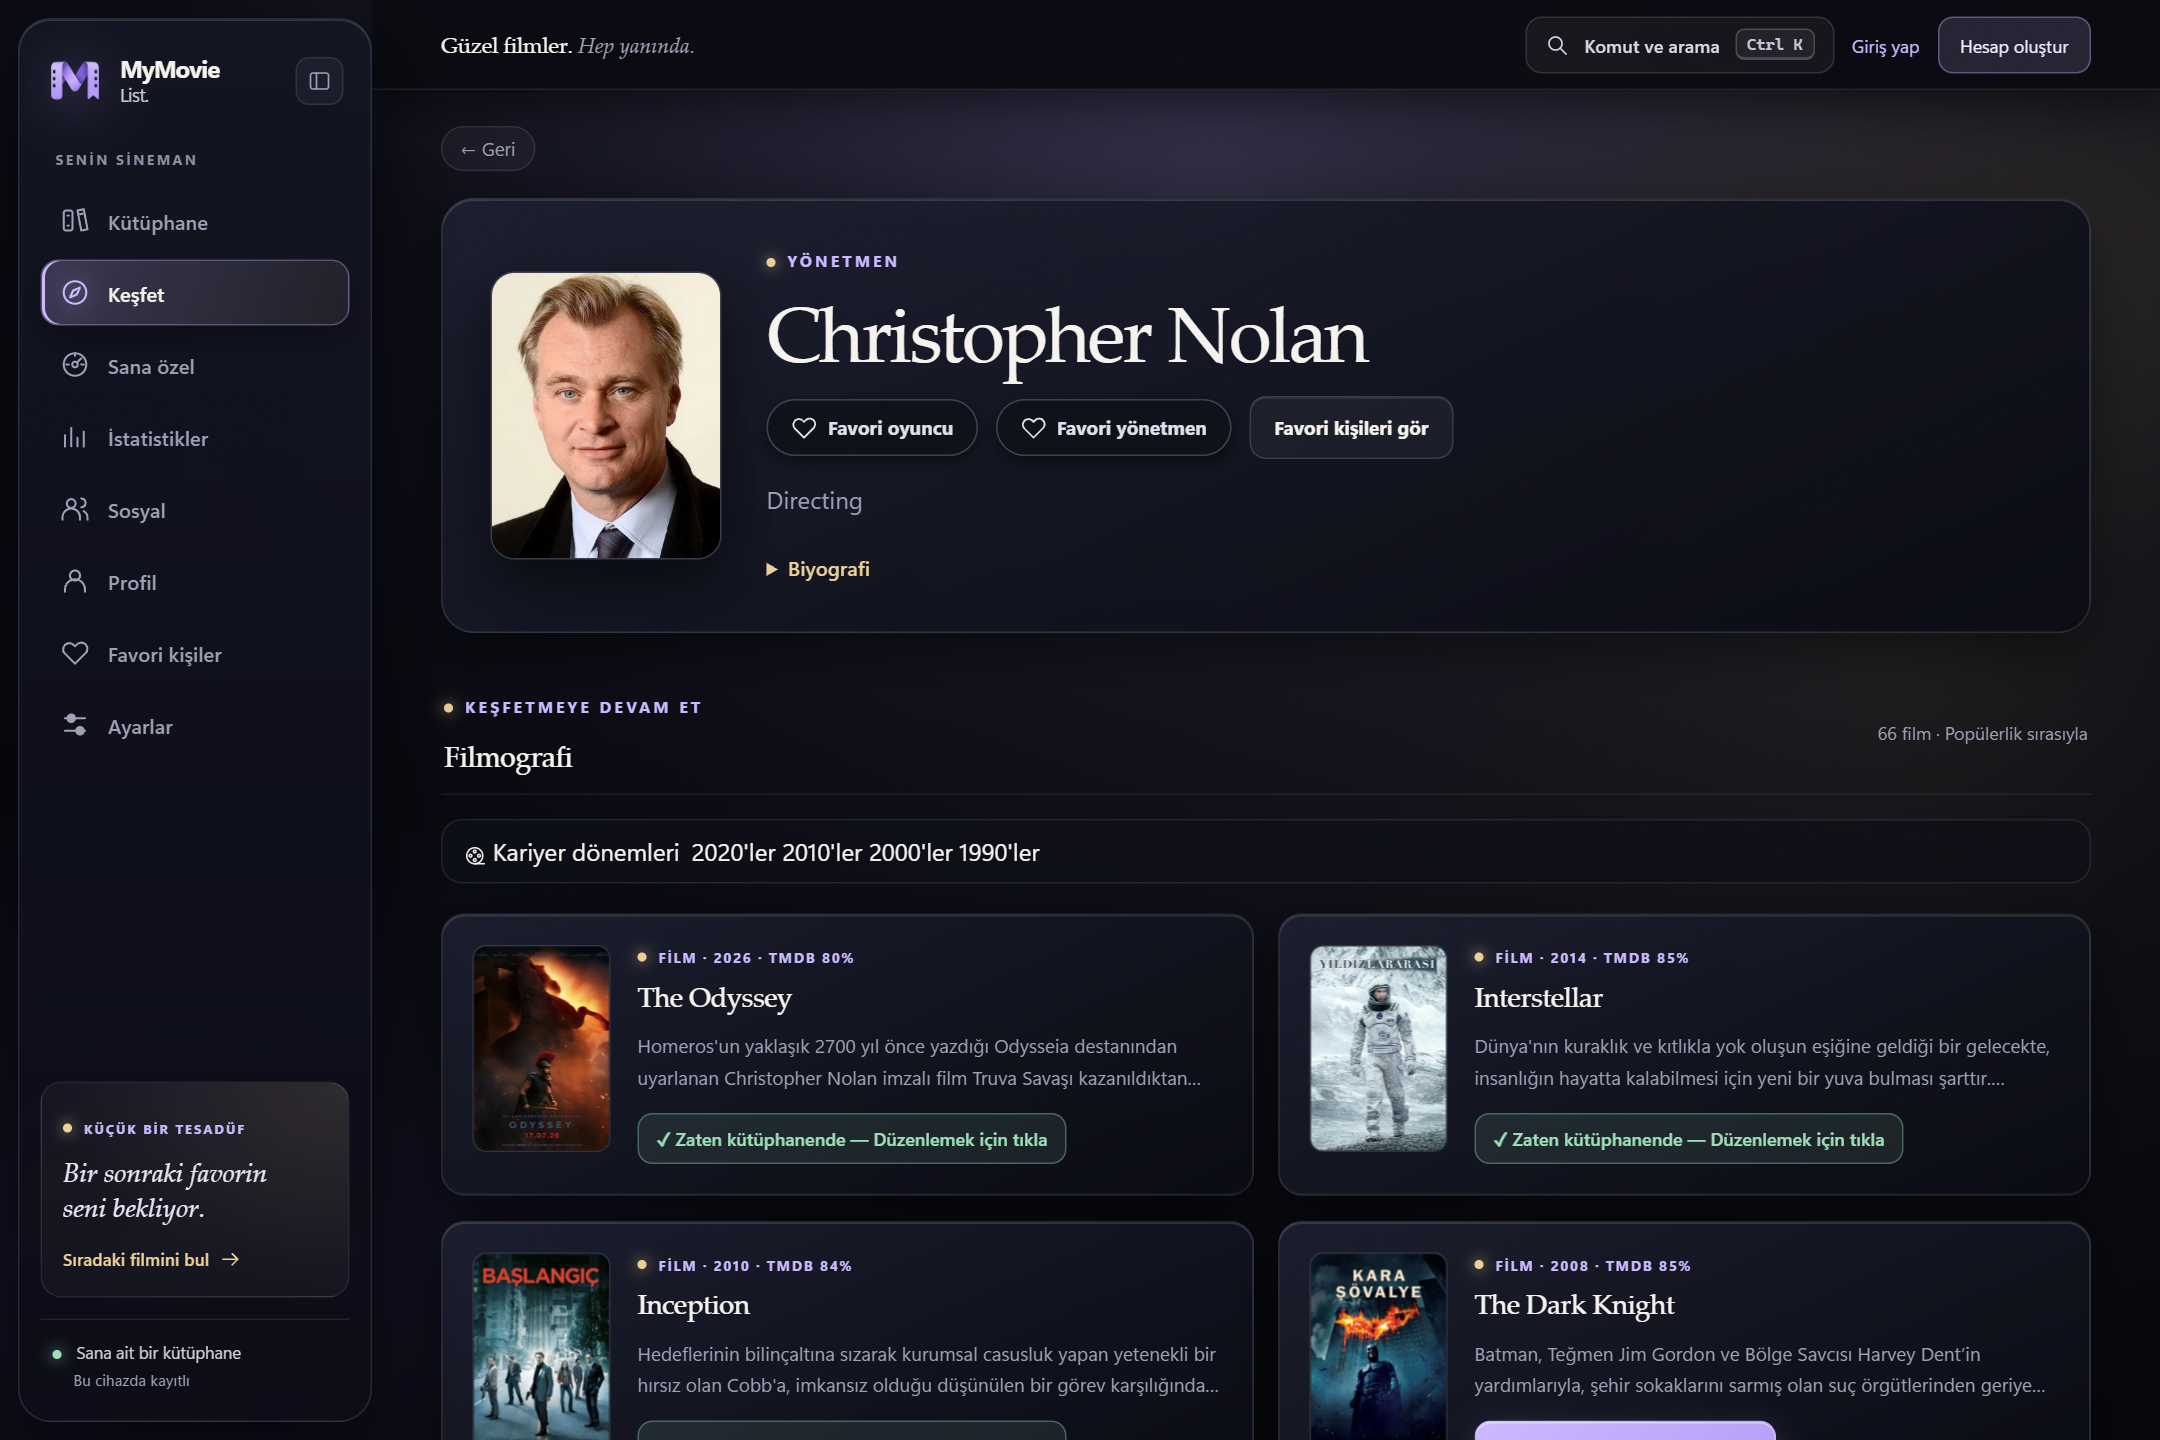 MyMovie
List.
SENİN SİNEMAN
Kütüphane
Keşfet
Sana özel
İstatistikler
Sosyal
Profil
Favori kişiler
Ayarlar
KÜÇÜK BİR TESADÜF
Bir sonraki favorin
seni bekliyor.
Sıradaki filmini bul →
Sana ait bir kütüphane
Bu cihazda kayıtlı
Güzel filmler. Hep yanında.
Komut ve arama Ctrl K
Giriş yap
Hesap oluştur
← Geri
YÖNETMEN
Christopher Nolan
Favori oyuncu
Favori yönetmen
Favori kişileri gör
Directing
▶ Biyografi
KEŞFETMEYE DEVAM ET
Filmografi
66 film · Popülerlik sırasıyla
Kariyer dönemleri 2020'ler 2010'ler 2000'ler 1990'ler
ODYSSEY
17.07.26
FİLM · 2026 · TMDB 80%
The Odyssey
Homeros'un yaklaşık 2700 yıl önce yazdığı Odysseia destanından
uyarlanan Christopher Nolan imzalı film Truva Savaşı kazanıldıktan...
✓ Zaten kütüphanende — Düzenlemek için tıkla
YILDIZLARARASI
FİLM · 2014 · TMDB 85%
Interstellar
Dünya'nın kuraklık ve kıtlıkla yok oluşun eşiğine geldiği bir gelecekte,
insanlığın hayatta kalabilmesi için yeni bir yuva bulması şarttır....
✓ Zaten kütüphanende — Düzenlemek için tıkla
BAŞLANGIÇ
FİLM · 2010 · TMDB 84%
Inception
Hedeflerinin bilinçaltına sızarak kurumsal casusluk yapan yetenekli bir
hırsız olan Cobb'a, imkansız olduğu düşünülen bir görev karşılığında...
KARA
ŞÖVALYE
FİLM · 2008 · TMDB 85%
The Dark Knight
Batman, Teğmen Jim Gordon ve Bölge Savcısı Harvey Dent’in
yardımlarıyla, şehir sokaklarını sarmış olan suç örgütlerinden geriye...